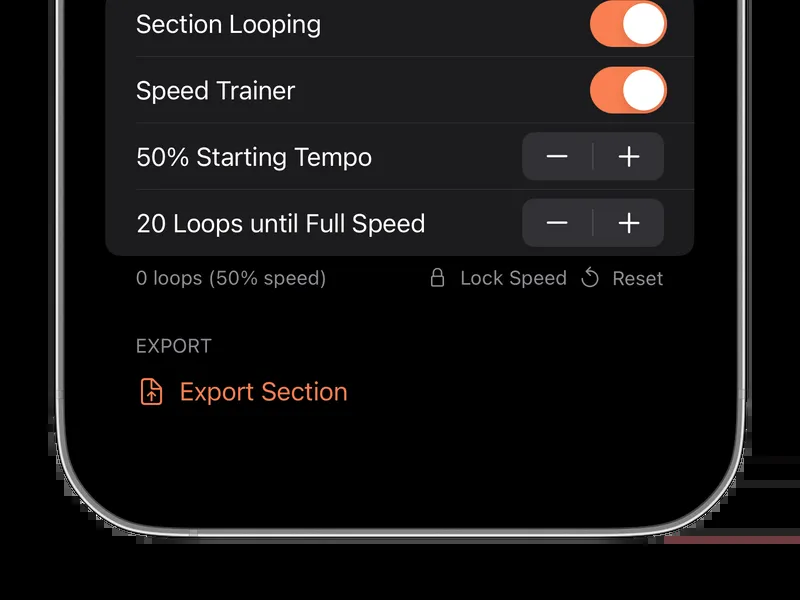 Section Looping
Speed Trainer
50% Starting Tempo
20 Loops until Full Speed
0 loops (50% speed) Lock Speed Reset
EXPORT
Export Section